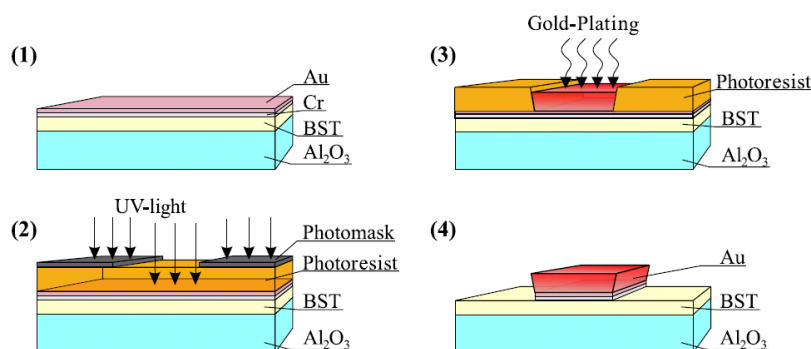 (1)
Au
Cr
BST
Al₂O₃
(2)
UV-light
Photomask
Photoresist
BST
Al₂O₃
(3)
Gold-Plating
Photoresist
BST
Al₂O₃
(4)
Au
BST
Al₂O₃